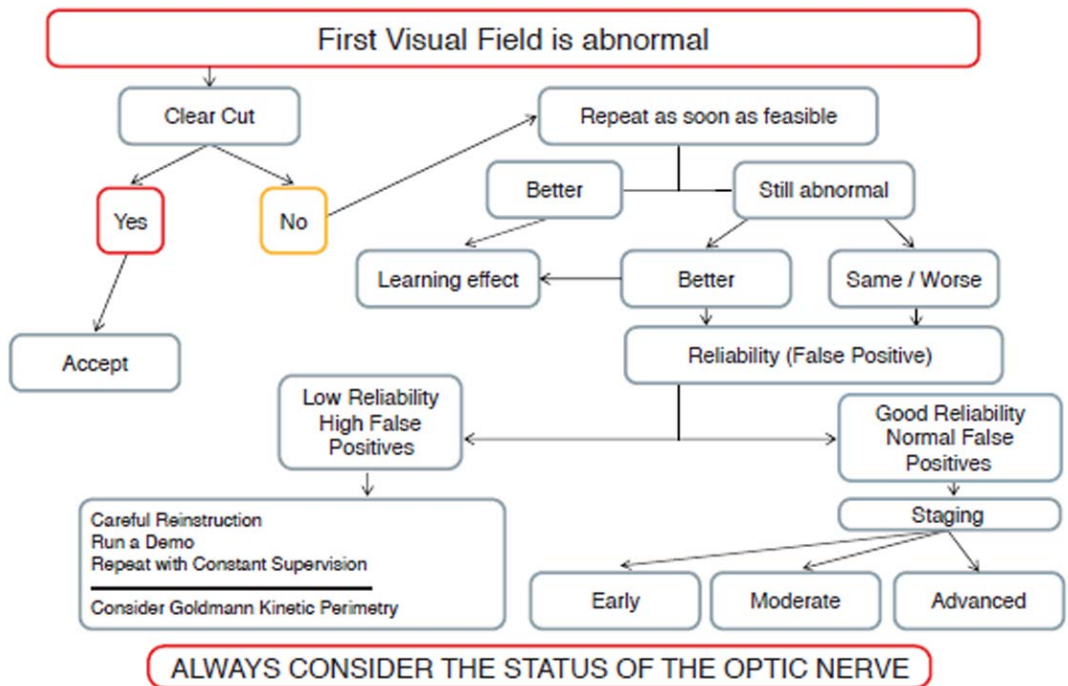 First Visual Field is abnormal
Clear Cut
Repeat as soon as feasible
Better
Still abnormal
Yes
No
Learning effect
Better
Same / Worse
Accept
Reliability (False Positive)
Low Reliability
High False
Positives
Good Reliability
Normal False
Positives
Careful Reinstruction
Run a Demo
Repeat with Constant Supervision
Consider Goldmann Kinetic Perimetry
Staging
Early
Moderate
Advanced
ALWAYS CONSIDER THE STATUS OF THE OPTIC NERVE